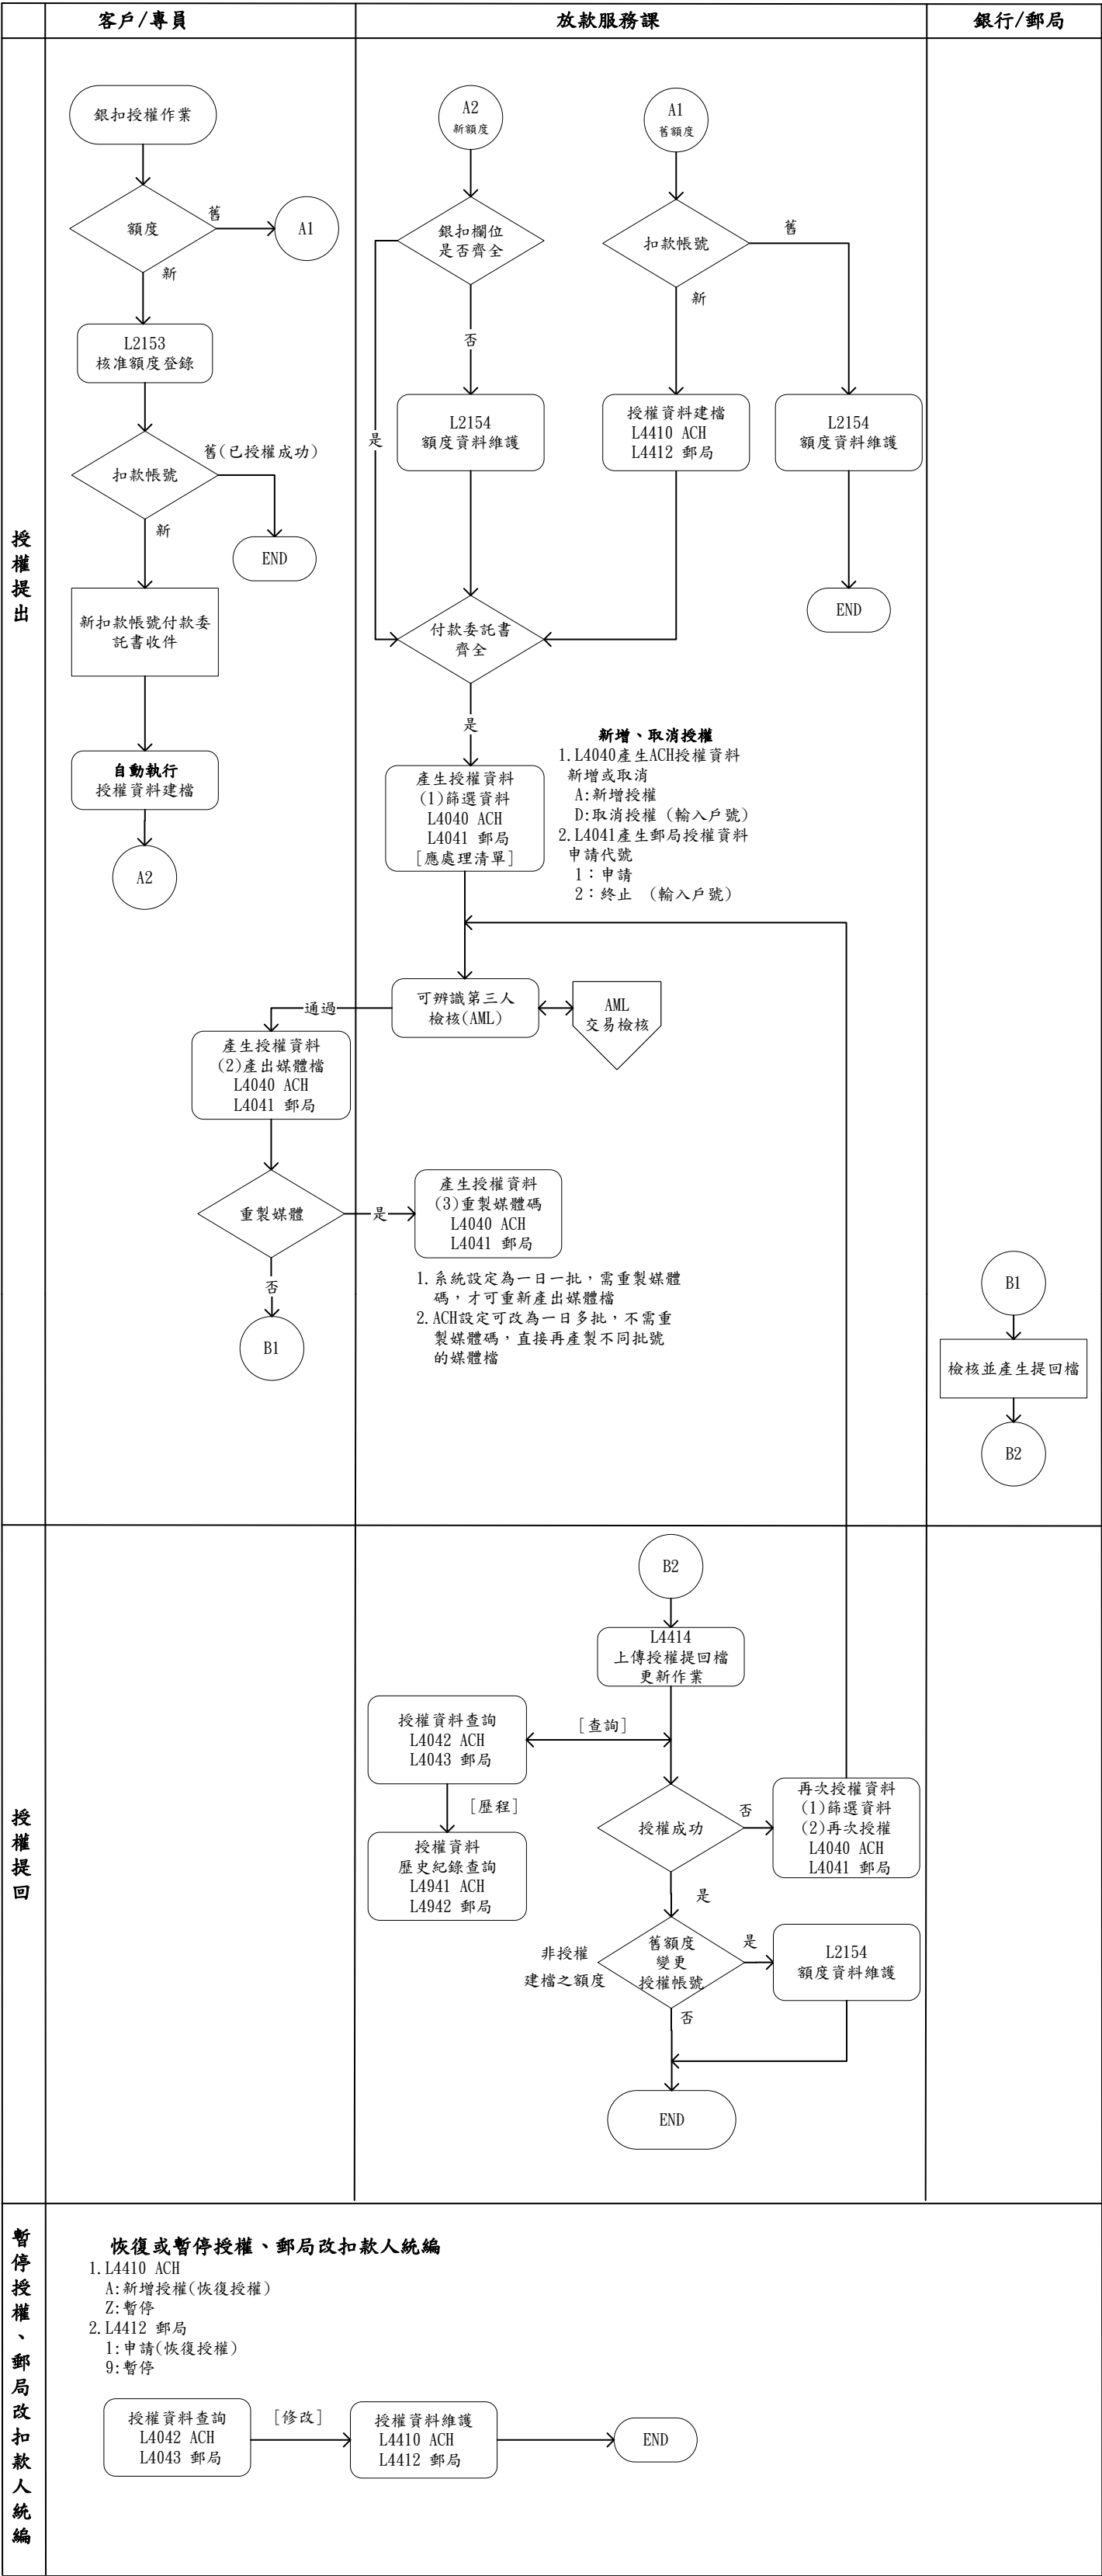 客戶/專員
放款服務課
銀行/郵局
授權提出
銀扣授權作業
額度
舊
A1
新
L2153
核准額度登錄
扣款帳號
舊(已授權成功)
END
新
新扣款帳號付款委
託書收件
自動執行
授權資料建檔
A2
A2
新額度
銀扣欄位
是否齊全
是
否
L2154
額度資料維護
A1
舊額度
扣款帳號
舊
新
授權資料建檔
L4410 ACH
L4412 郵局
L2154
額度資料維護
END
付款委託書
齊全
是
產生授權資料
(1)篩選資料
L4040 ACH
L4041 郵局
[應處理清單]
新增、取消授權
1.L4040產生ACH授權資料
新增或取消
A:新增授權
D:取消授權 (輸入戶號)
2.L4041產生郵局授權資料
申請代號
1：申請
2：終止 (輸入戶號)
可辨識第三人
檢核(AML)
AML
交易檢核
通過
產生授權資料
(2)產出媒體檔
L4040 ACH
L4041 郵局
重製媒體
是
產生授權資料
(3)重製媒體碼
L4040 ACH
L4041 郵局
否
B1
1.系統設定為一日一批，需重製媒體
碼，才可重新產出媒體檔
2.ACH設定可改為一日多批，不需重
製媒體碼，直接再產製不同批號
的媒體檔
B1
檢核並產生提回檔
B2
授權提回
B2
L4414
上傳授權提回檔
更新作業
[查詢]
授權資料查詢
L4042 ACH
L4043 郵局
[歷程]
授權資料
歷史紀錄查詢
L4941 ACH
L4942 郵局
授權成功
否
再次授權資料
(1)篩選資料
(2)再次授權
L4040 ACH
L4041 郵局
是
非授權
建檔之額度
舊額度
變更
授權帳號
是
L2154
額度資料維護
否
END
暫停授權、郵局改扣款人統編
恢復或暫停授權、郵局改扣款人統編
1.L4410 ACH
A:新增授權(恢復授權)
Z:暫停
2.L4412 郵局
1:申請(恢復授權)
9:暫停
授權資料查詢
L4042 ACH
L4043 郵局
[修改]
授權資料維護
L4410 ACH
L4412 郵局
END